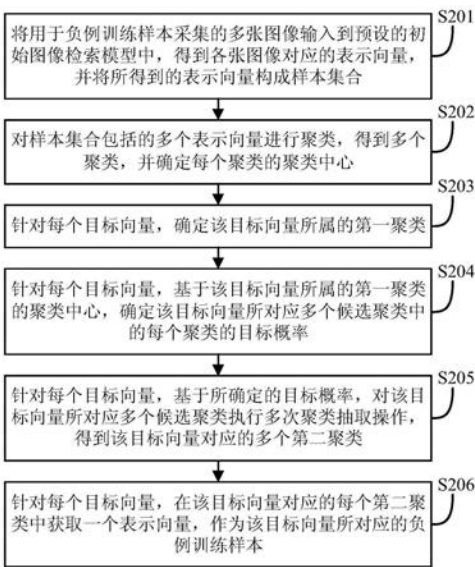 S201
将用于负例训练样本采集的多张图像输入到预设的初
始图像检索模型中，得到各张图像对应的表示向量，
并将所得到的表示向量构成样本集合
S202
对样本集合包括的多个表示向量进行聚类，得到多个
聚类，并确定每个聚类的聚类中心
S203
针对每个目标向量，确定该目标向量所属的第一聚类
S204
针对每个目标向量，基于该目标向量所属的第一聚类
的聚类中心，确定该目标向量所对应多个候选聚类中
的每个聚类的目标概率
S205
针对每个目标向量，基于所确定的目标概率，对该目
标向量所对应多个候选聚类执行多次聚类抽取操作，
得到该目标向量对应的多个第二聚类
S206
针对每个目标向量，在该目标向量对应的每个第二聚
类中获取一个表示向量，作为该目标向量所对应的负
例训练样本